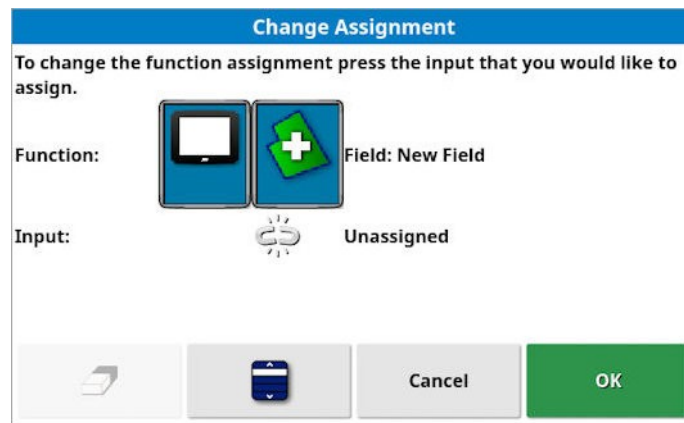 Change Assignment
To change the function assignment press the input that you would like to
assign.
Function:
Field: New Field
Input:
Unassigned
Cancel
OK